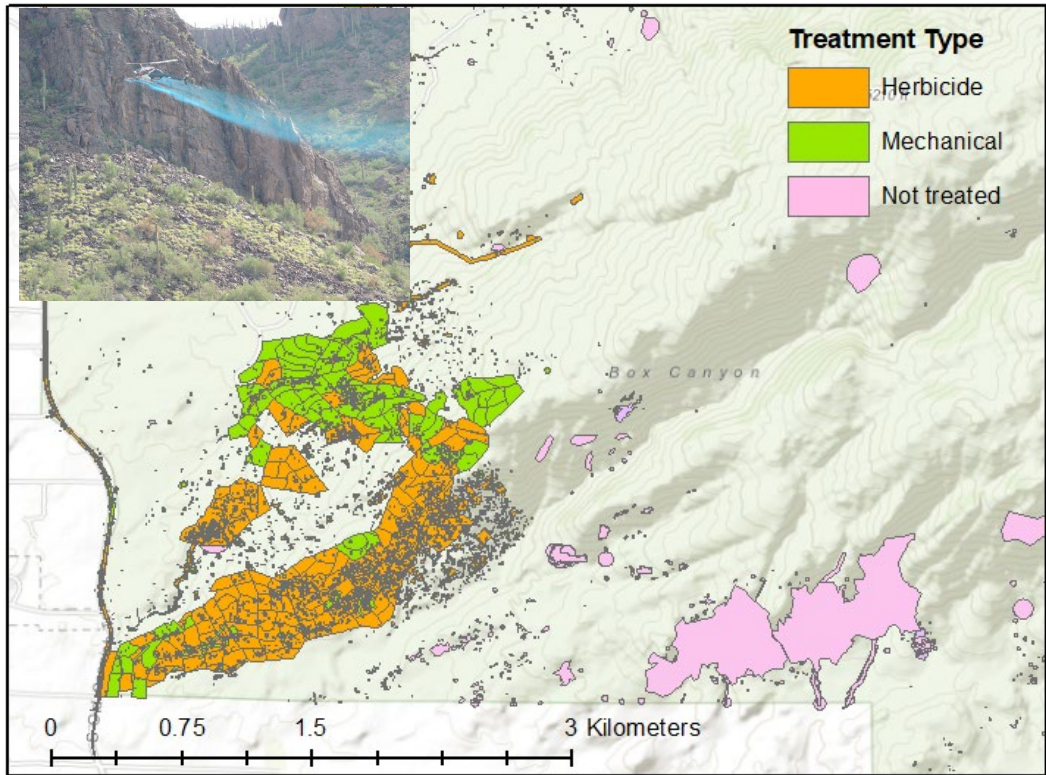 Treatment Type
Herbicide
Mechanical
Not treated
Box Canyon
0 0.75 1.5 3 Kilometers